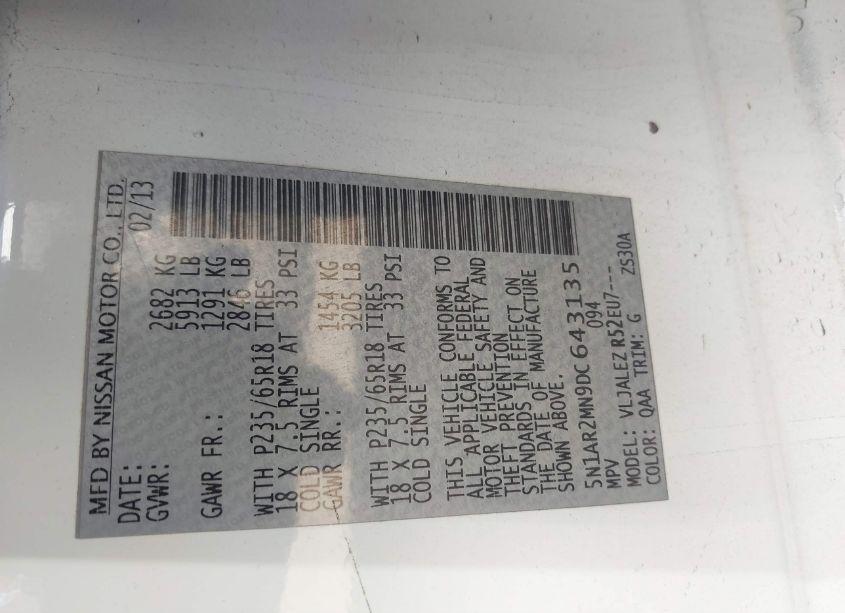 MFD BY NISSAN MOTOR CO., LTD.
DATE: 02/13
GVWR: 2682 KG
5913 LB
GAWR FR.: 1291 KG
2846 LB
WITH P235/65R18 TIRES
18 X 7.5 RIMS AT 33 PSI
COLD SINGLE
GAWR RR.: 1454 KG
3205 LB
WITH P235/65R18 TIRES
18 X 7.5 RIMS AT 33 PSI
COLD SINGLE
THIS VEHICLE CONFORMS TO
ALL APPLICABLE FEDERAL
MOTOR VEHICLE SAFETY AND
THEFT PREVENTION
STANDARDS IN EFFECT ON
THE DATE OF MANUFACTURE
SHOWN ABOVE.
5N1AR2MN9DC643135
MPV 094
MODEL: VLJALEZ R52EU7---
COLOR: QAA TRIM: G ZS30A